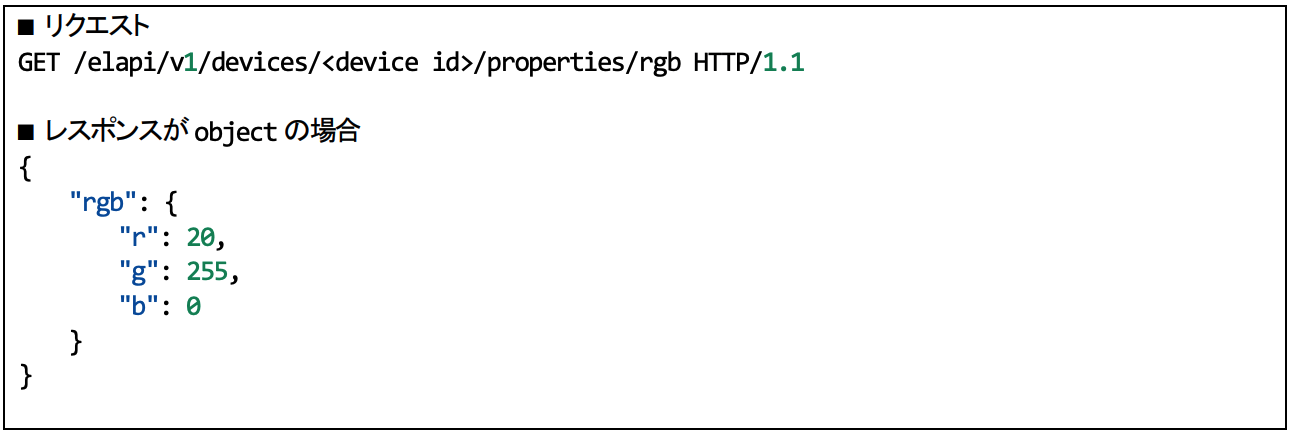 ■ リクエスト
GET /elapi/v1/devices/<device id>/properties/rgb HTTP/1.1
■ レスポンスが object の場合
{
"rgb": {
"r": 20,
"g": 255,
"b": 0
}
}